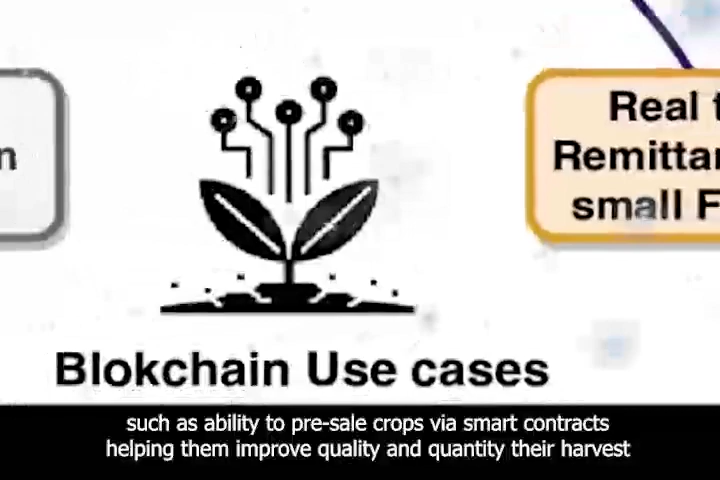 n
Real t
Remittan
small F
Blokchain Use cases
such as ability to pre-sale crops via smart contracts
helping them improve quality and quantity their harvest